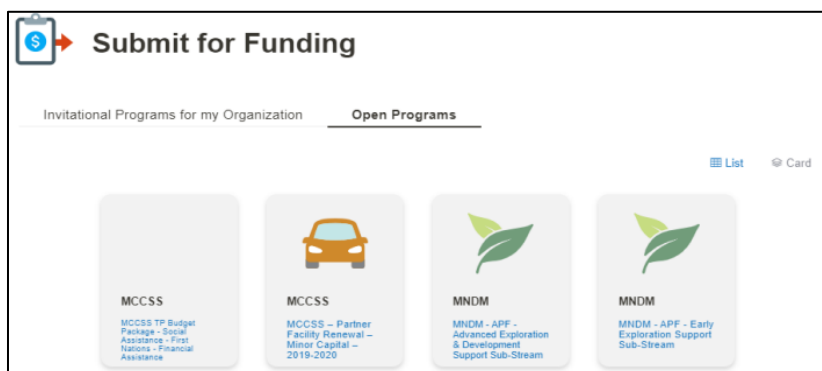 $
Submit for Funding
Invitational Programs for my Organization
Open Programs
List
Card
MCCSS
MCCSS TP Budget
Package - Social
Assistance - First
Nations - Financial
Assistance
MCCSS
MCCSS – Partner
Facility Renewal –
Minor Capital –
2019-2020
MNDM
MNDM - APF -
Advanced Exploration
& Development
Support Sub-Stream
MNDM
MNDM - APF - Early
Exploration Support
Sub-Stream